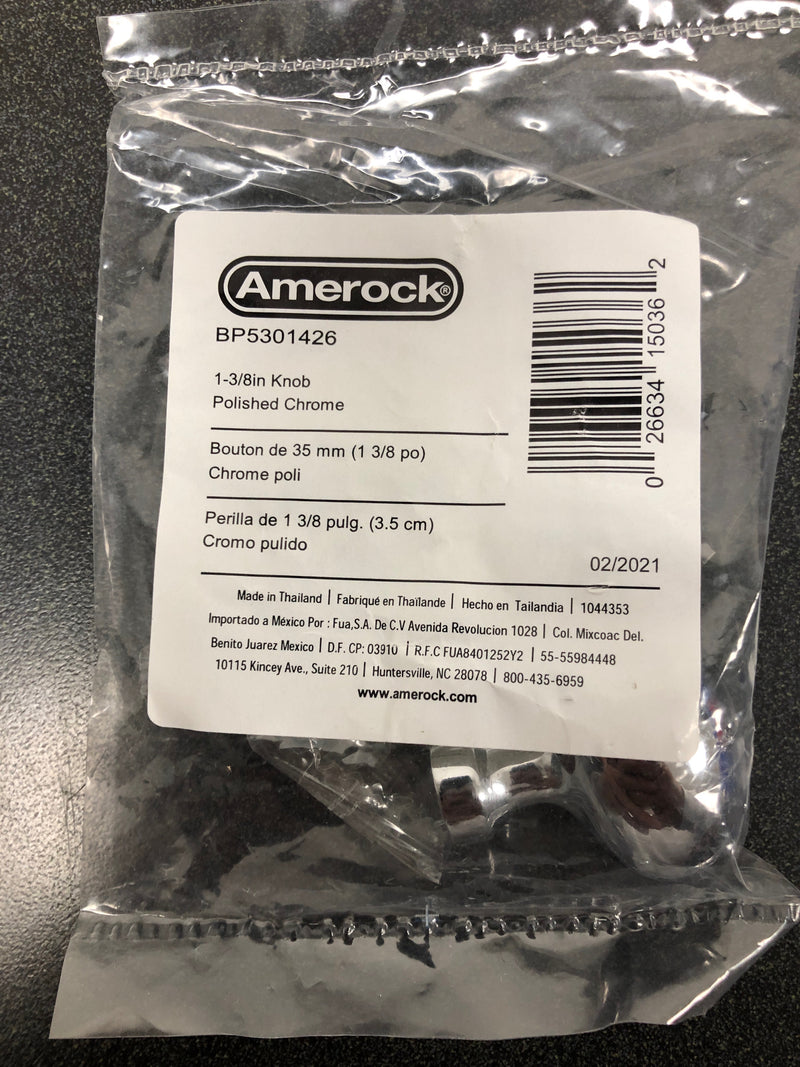 Amerock®
BP5301426
1-3/8in Knob
Polished Chrome
Bouton de 35 mm (1 3/8 po)
Chrome poli
Perilla de 1 3/8 pulg. (3.5 cm)
Cromo pulido
0 26634 15036 2
02/2021
Made in Thailand | Fabriqué en Thaïlande | Hecho en Tailandia | 1044353
Importado a México Por : Fua,S.A. De C.V Avenida Revolucion 1028 | Col. Mixcoac Del.
Benito Juarez Mexico | D.F. CP: 03910 | R.F.C FUA8401252Y2 | 55-55984448
10115 Kincey Ave., Suite 210 | Huntersville, NC 28078 | 800-435-6959
www.amerock.com